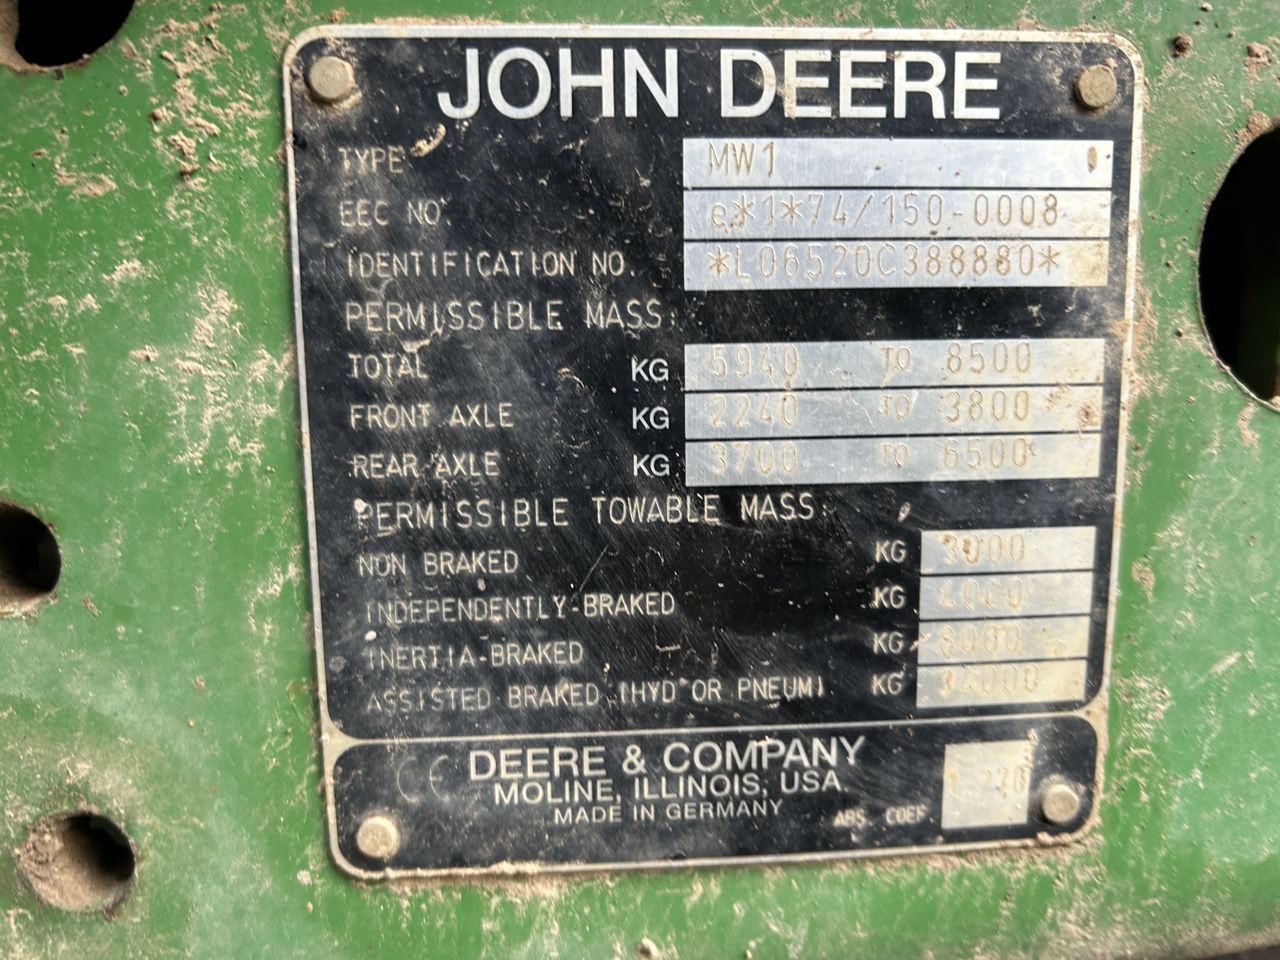 JOHN DEERE
TYPE MW1
EEC NO. e*1*74/150-0008
IDENTIFICATION NO. *L06520C388880*
PERMISSIBLE MASS:
TOTAL KG 5940 TO 8500
FRONT AXLE KG 2240 TO 3800
REAR AXLE KG 3700 TO 6500
PERMISSIBLE TOWABLE MASS:
NON BRAKED KG 3000
INDEPENDENTLY-BRAKED KG
INERTIA-BRAKED KG 8000
ASSISTED BRAKED (HYD OR PNEUM) KG
CE DEERE & COMPANY
MOLINE, ILLINOIS, USA.
MADE IN GERMANY
ABS. COEF.